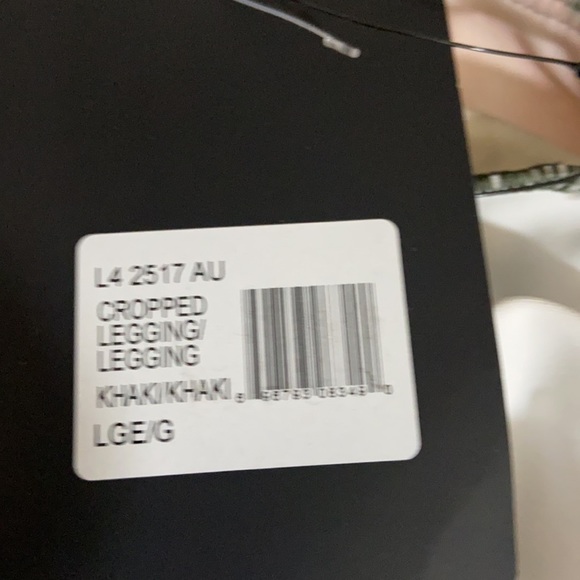 L4 2517 AU
CROPPED
LEGGING/
LEGGING
KHAKI/KHAKI
LGE/G